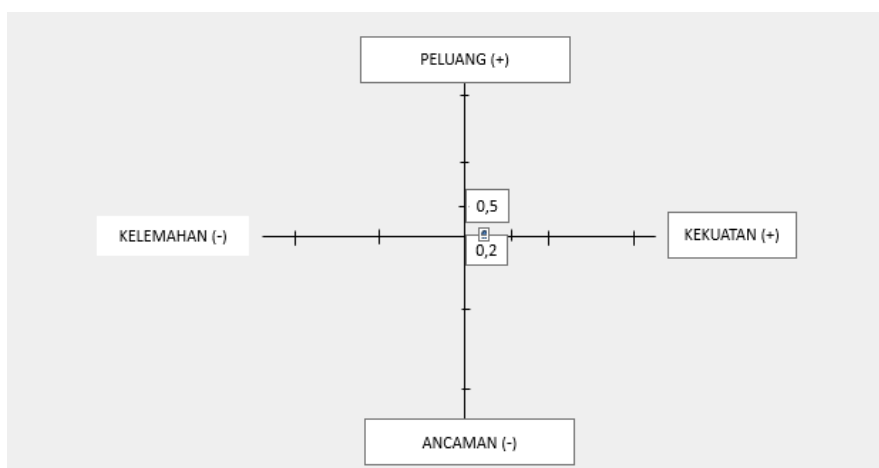 PELUANG (+)
0,5
KELEMAHAN (-)
KEKUATAN (+)
0,2
ANCAMAN (-)